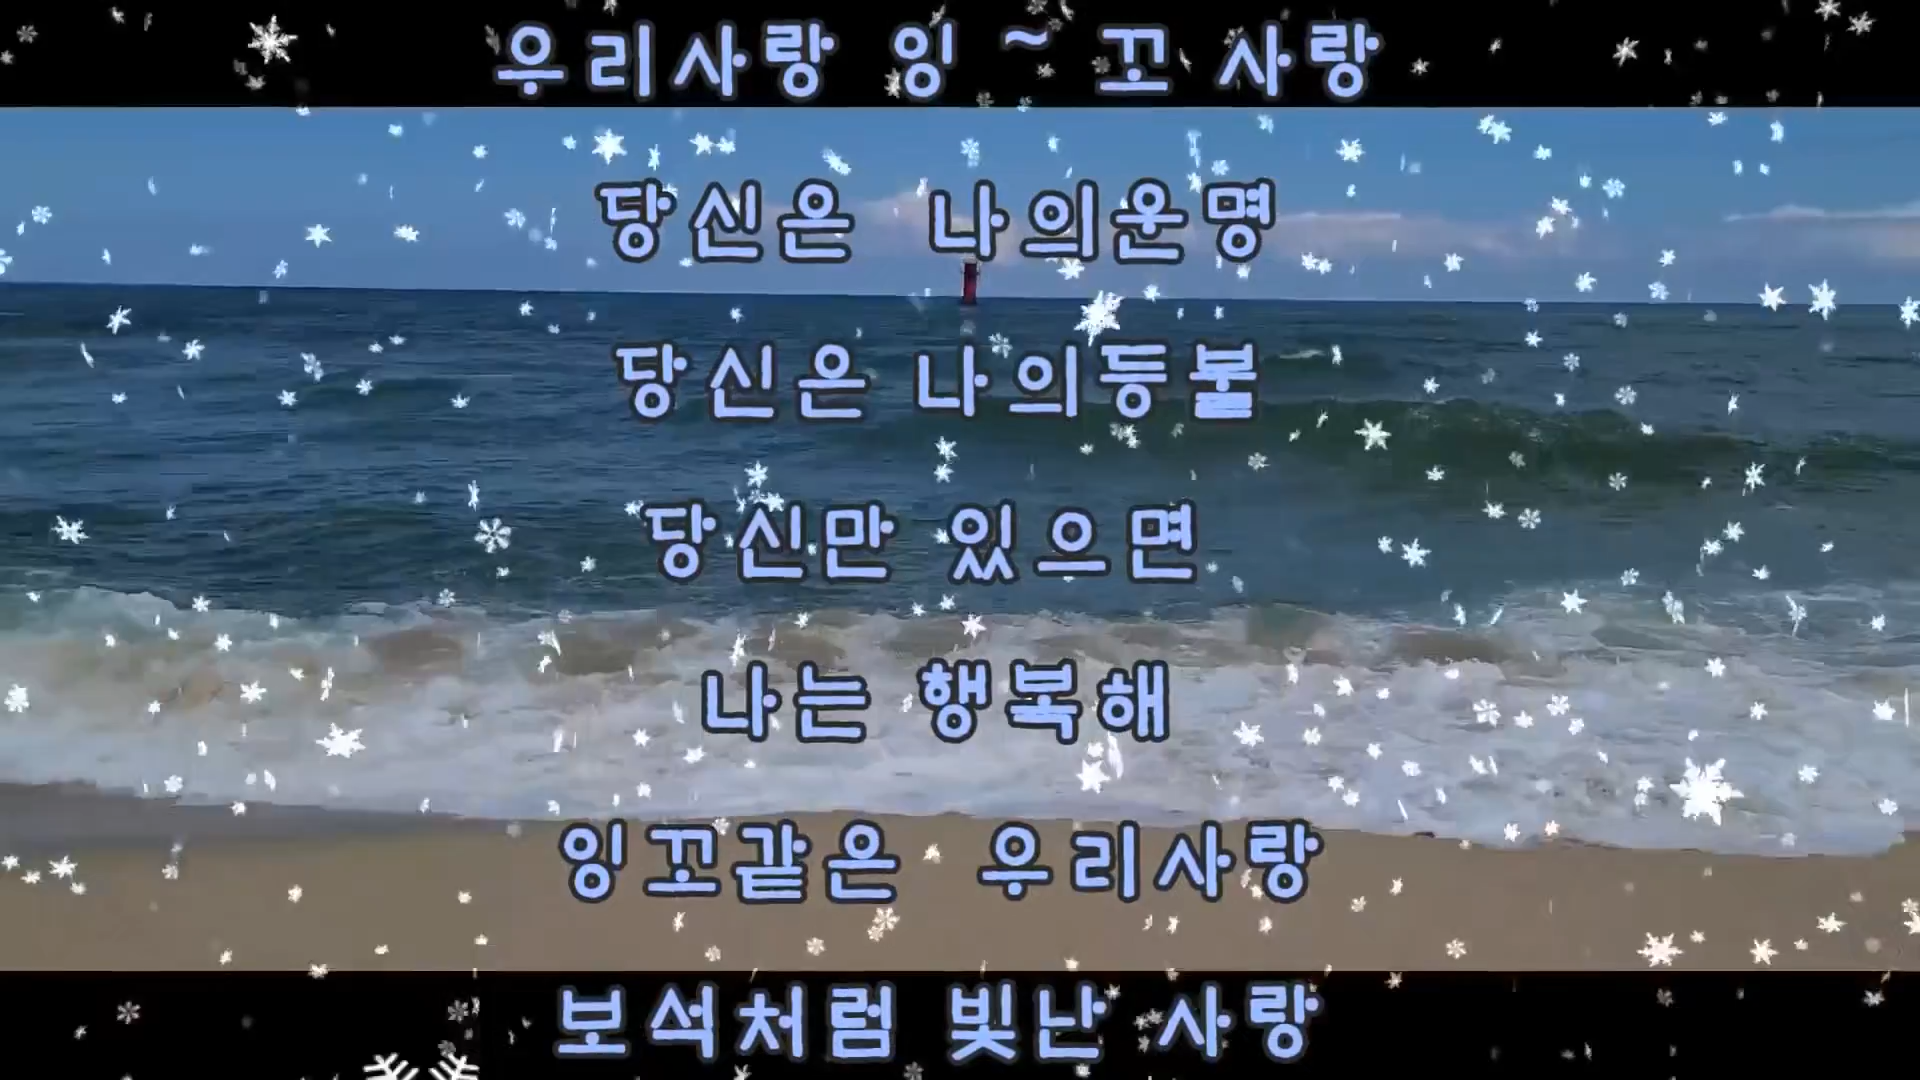 우리사랑 잉 ~ 꼬 사랑
당신은 나의운명
당신은 나의등불
당신만 있으면
나는 행복해
잉꼬같은 우리사랑
보석처럼 빛난 사랑